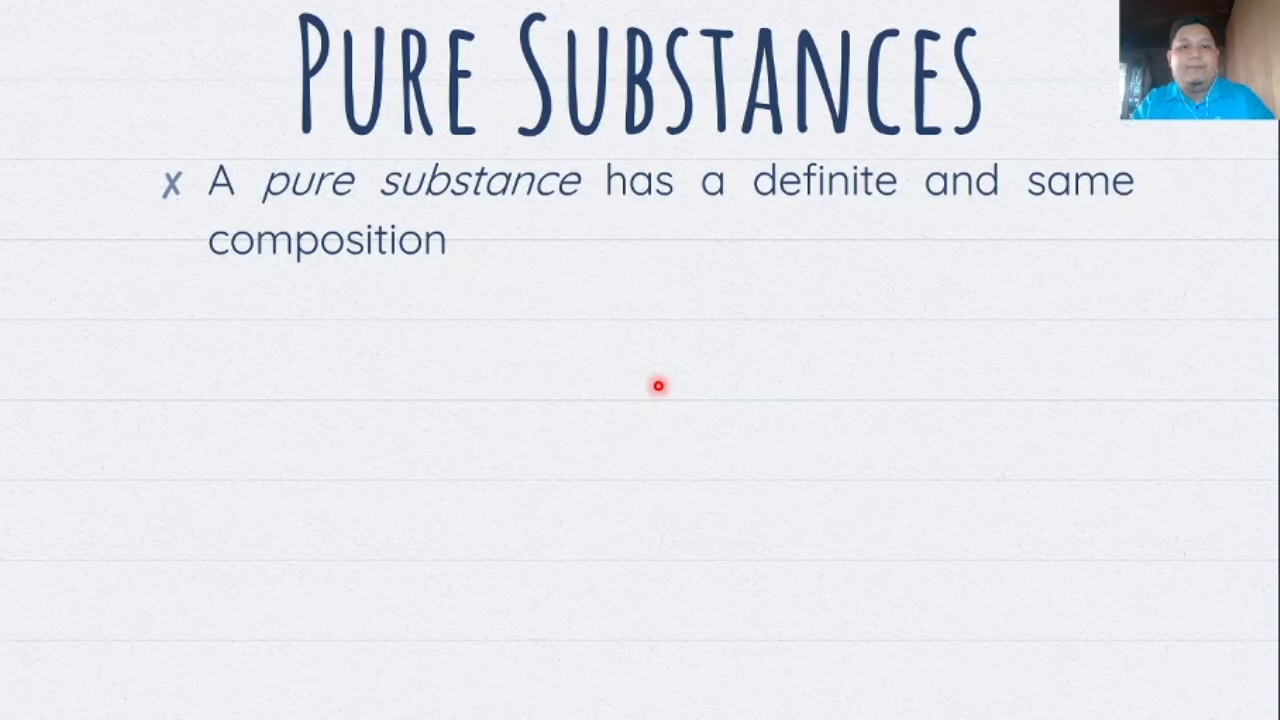 PURE SUBSTANCES
x A pure substance has a definite and same
composition